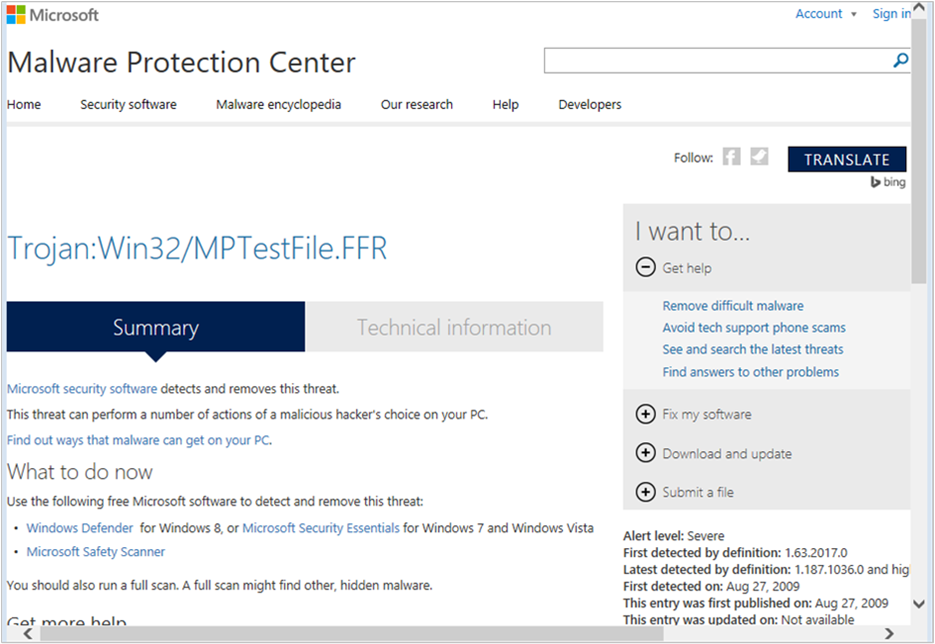 Microsoft
Account Sign in
Malware Protection Center
Home Security software Malware encyclopedia Our research Help Developers
Follow: TRANSLATE
bing
Trojan:Win32/MPTestFile.FFR
Summary Technical information
Microsoft security software detects and removes this threat.
This threat can perform a number of actions of a malicious hacker's choice on your PC.
Find out ways that malware can get on your PC.
What to do now
Use the following free Microsoft software to detect and remove this threat:
• Windows Defender for Windows 8, or Microsoft Security Essentials for Windows 7 and Windows Vista
• Microsoft Safety Scanner
You should also run a full scan. A full scan might find other, hidden malware.
Get more help
I want to...
Get help
Remove difficult malware
Avoid tech support phone scams
See and search the latest threats
Find answers to other problems
Fix my software
Download and update
Submit a file
Alert level: Severe
First detected by definition: 1.63.2017.0
Latest detected by definition: 1.187.1036.0 and hig
First detected on: Aug 27, 2009
This entry was first published on: Aug 27, 2009
This entry was updated on: Not available